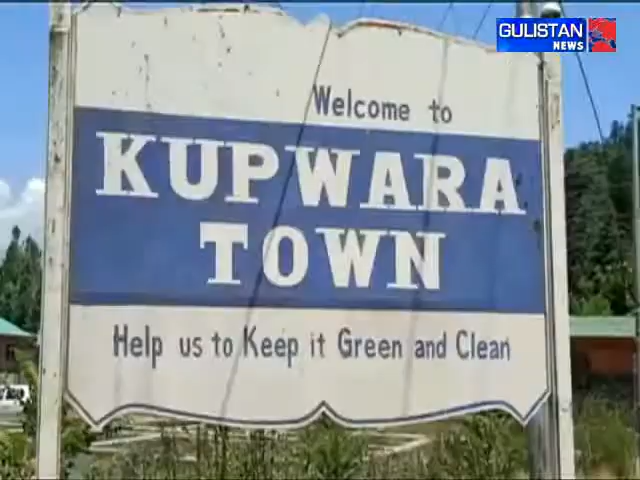 GULISTAN
NEWS
Welcome to
KUPWARA
TOWN
Help us to Keep it Green and Clean